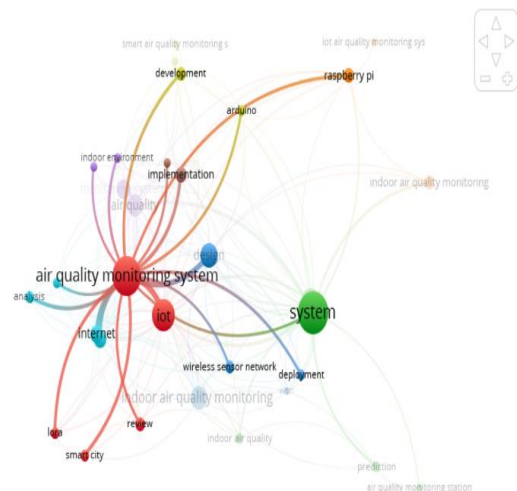 smart air quality monitoring s
iot air quality monitoring sys
development
raspberry pi
arduino
indoor environment
implementation
indoor air quality monitoring
air quality
design
air quality monitoring system
analysis
iot
system
internet
wireless sensor network
deployment
indoor air quality monitoring
lora
review
indoor air quality
smart city
prediction
air quality monitoring station